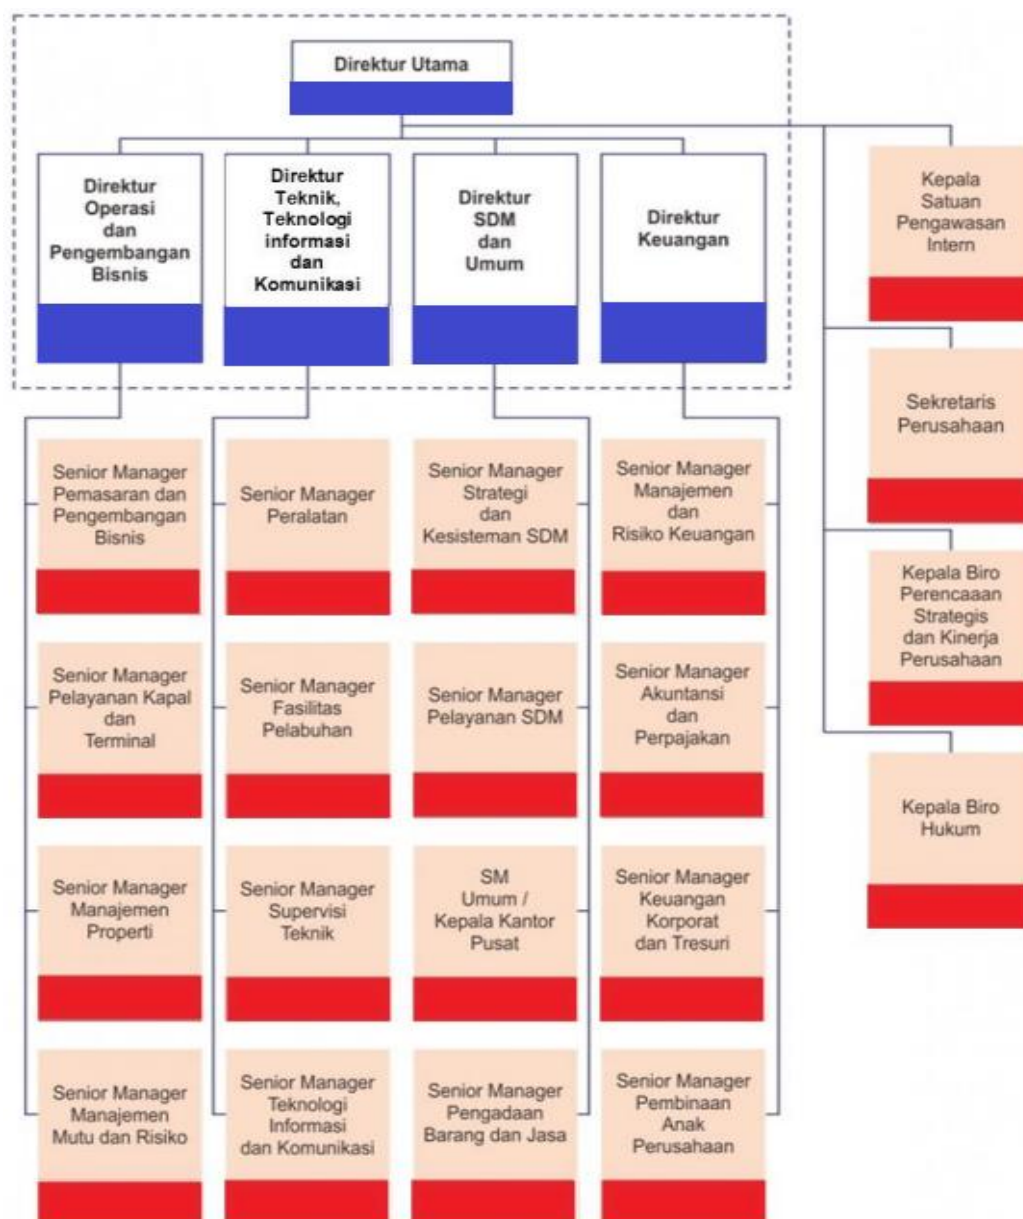 Direktur Utama
Direktur
Operasi
dan
Pengembangan
Bisnis
Direktur
Teknik,
Teknologi
informasi
dan
Komunikasi
Direktur
SDM
dan
Umum
Direktur
Keuangan
Kepala
Satuan
Pengawasan
Intern
Sekretaris
Perusahaan
Kepala Biro
Perencaaan
Strategis
dan Kinerja
Perusahaan
Kepala Biro
Hukum
Senior Manager
Pemasaran dan
Pengembangan
Bisnis
Senior Manager
Peralatan
Senior Manager
Strategi
dan
Kesisteman SDM
Senior Manager
Manajemen
dan
Risiko Keuangan
Senior Manager
Pelayanan Kapal
dan
Terminal
Senior Manager
Fasilitas
Pelabuhan
Senior Manager
Pelayanan SDM
Senior Manager
Akuntansi
dan
Perpajakan
Senior Manager
Manajemen
Properti
Senior Manager
Supervisi
Teknik
SM
Umum /
Kepala Kantor
Pusat
Senior Manager
Keuangan
Korporat
dan Tresuri
Senior Manager
Manajemen
Mutu dan Risiko
Senior Manager
Teknologi
Informasi
dan Komunikasi
Senior Manager
Pengadaan
Barang dan Jasa
Senior Manager
Pembinaan
Anak
Perusahaan